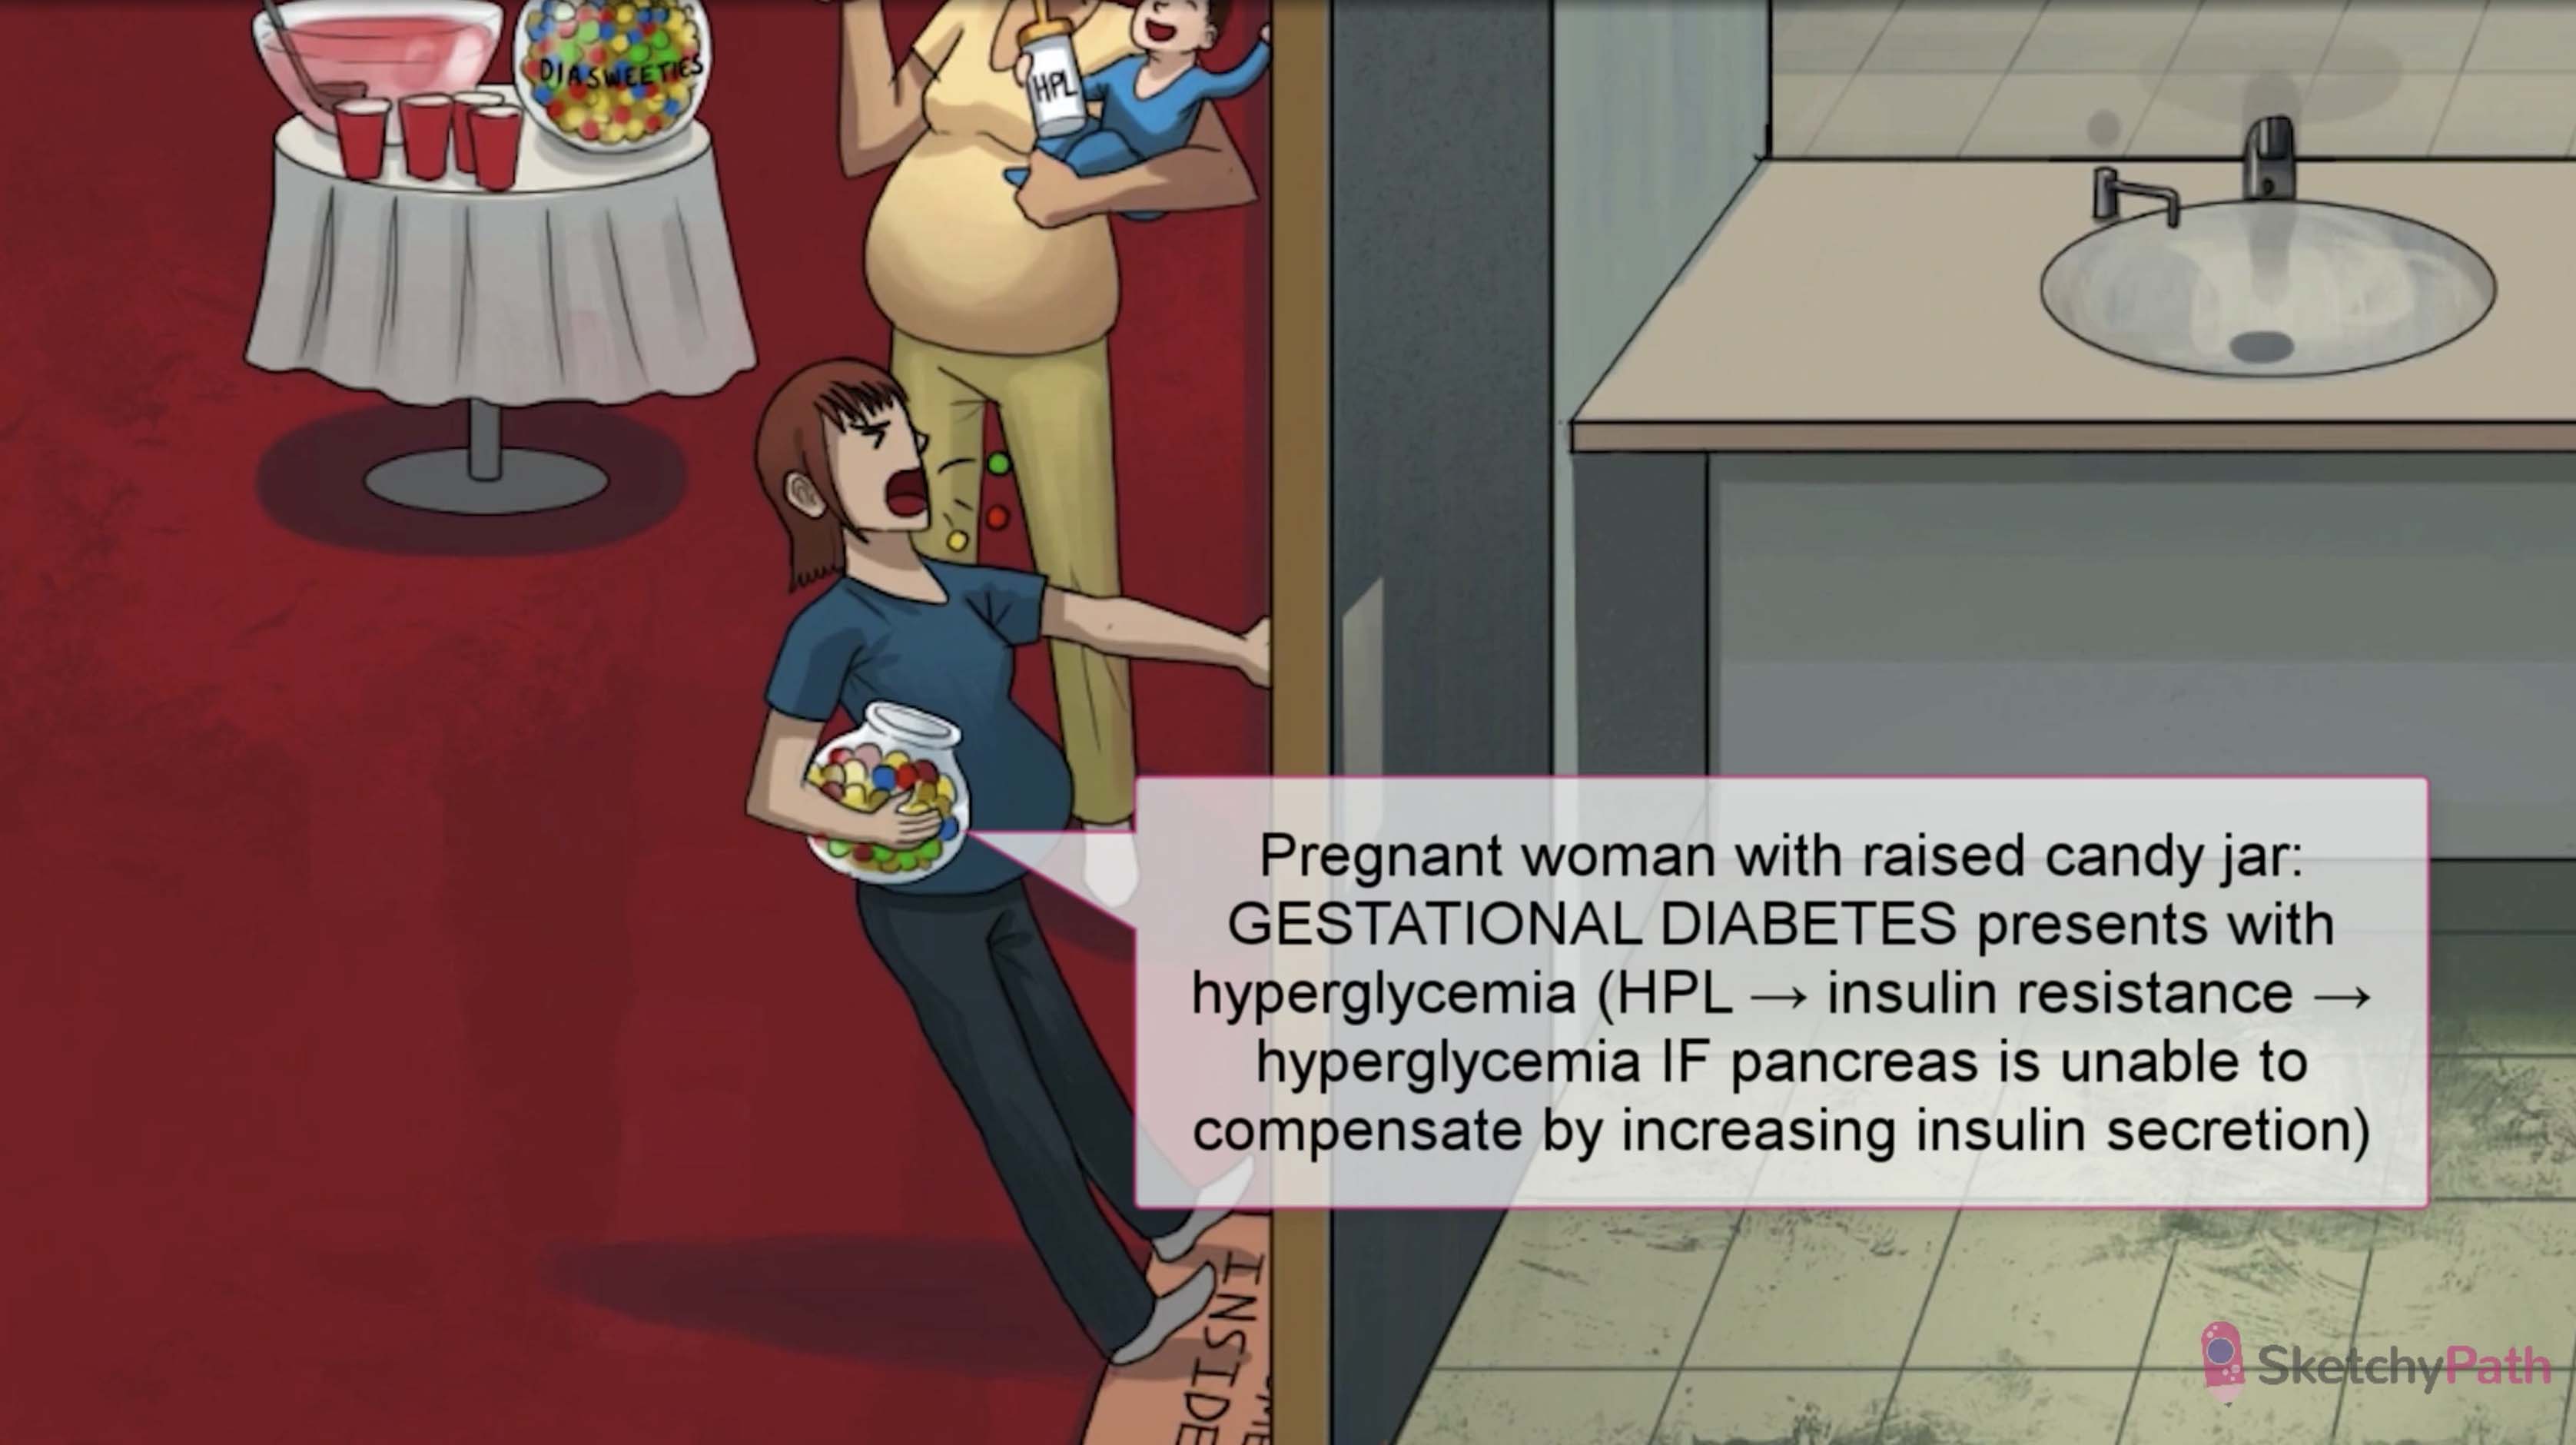 DIASWEETIES
HPL
Pregnant woman with raised candy jar:
GESTATIONAL DIABETES presents with
hyperglycemia (HPL → insulin resistance →
hyperglycemia IF pancreas is unable to
compensate by increasing insulin secretion)
INSIDE
SketchyPath